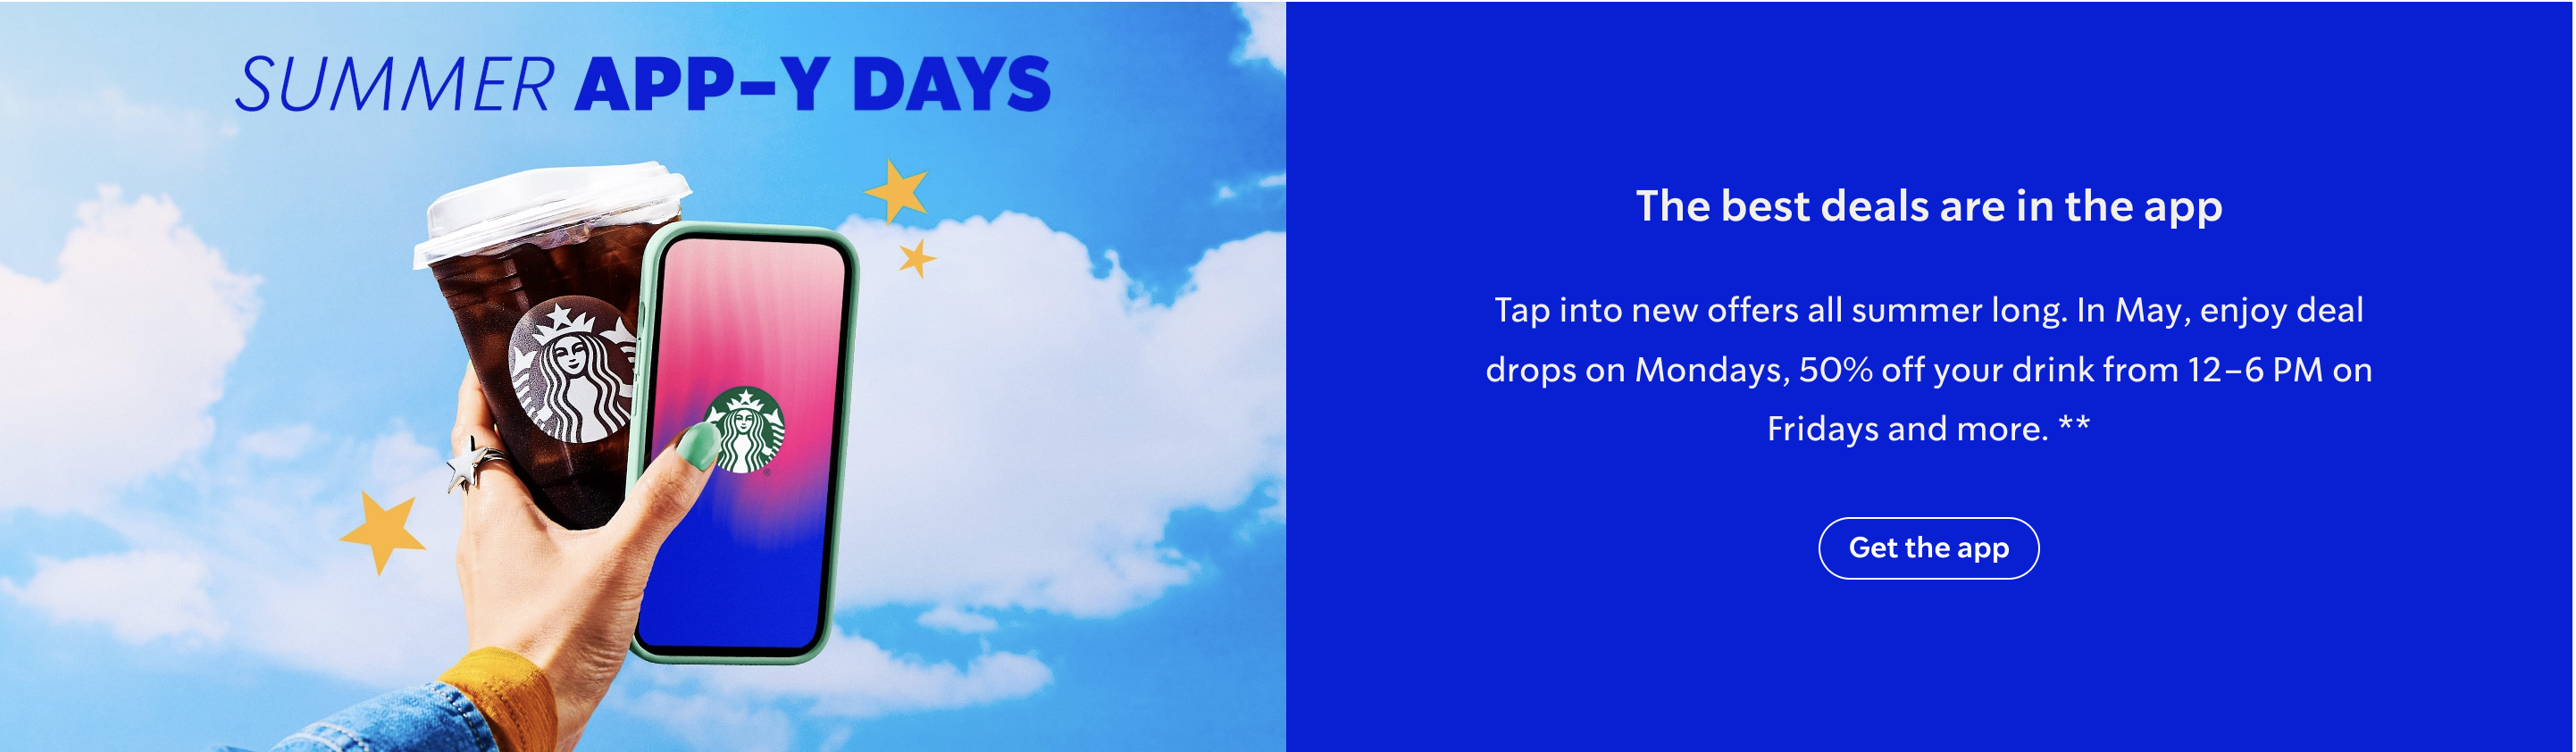 SUMMER APP-Y DAYS
The best deals are in the app
Tap into new offers all summer long. In May, enjoy deal
drops on Mondays, 50% off your drink from 12–6 PM on
Fridays and more. **
Get the app